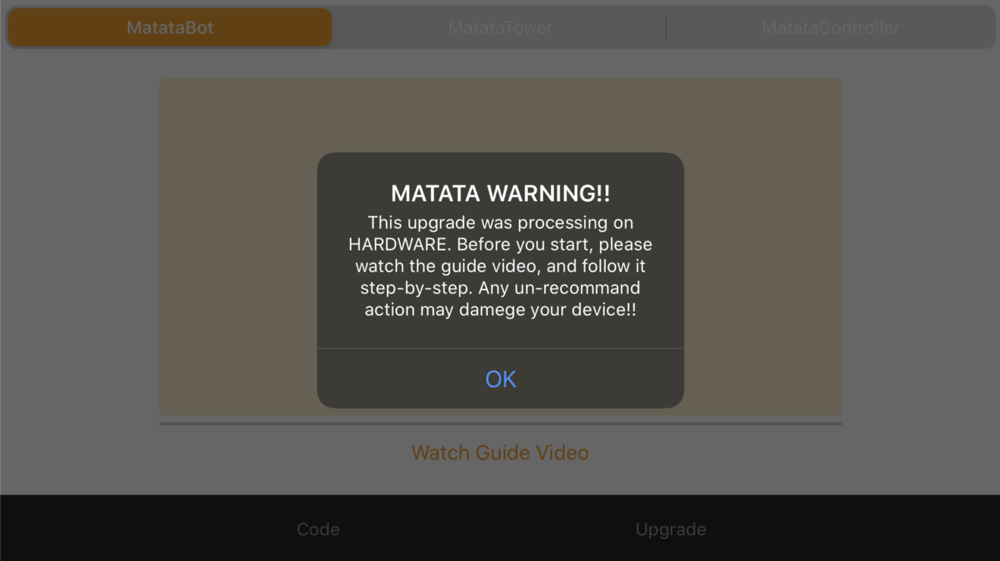 MatataBot
MatataTower
MatataController
MATATA WARNING!!
This upgrade was processing on
HARDWARE. Before you start, please
watch the guide video, and follow it
step-by-step. Any un-recommand
action may damege your device!!
OK
Watch Guide Video
Code
Upgrade